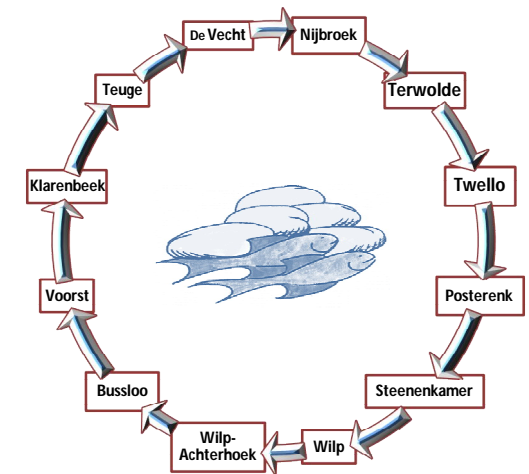 De Vecht
Nijbroek
Terwolde
Twello
Posterenk
Steenenkamer
Wilp
Wilp-
Achterhoek
Bussloo
Voorst
Klarenbeek
Teuge